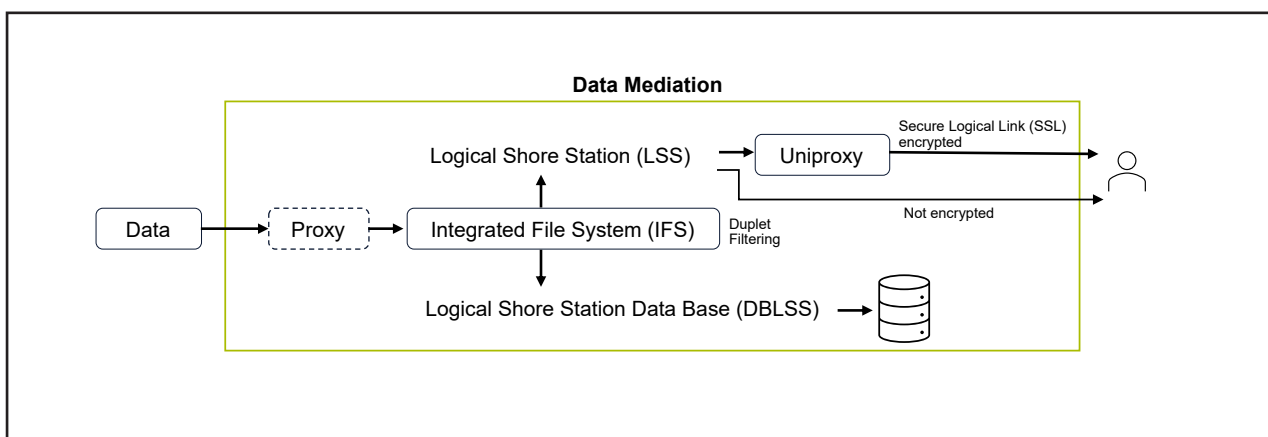 Data Mediation
Secure Logical Link (SSL)
encrypted
Logical Shore Station (LSS)
Uniproxy
Not encrypted
Data
Proxy
Integrated File System (IFS)
Duplet
Filtering
Logical Shore Station Data Base (DBLSS)